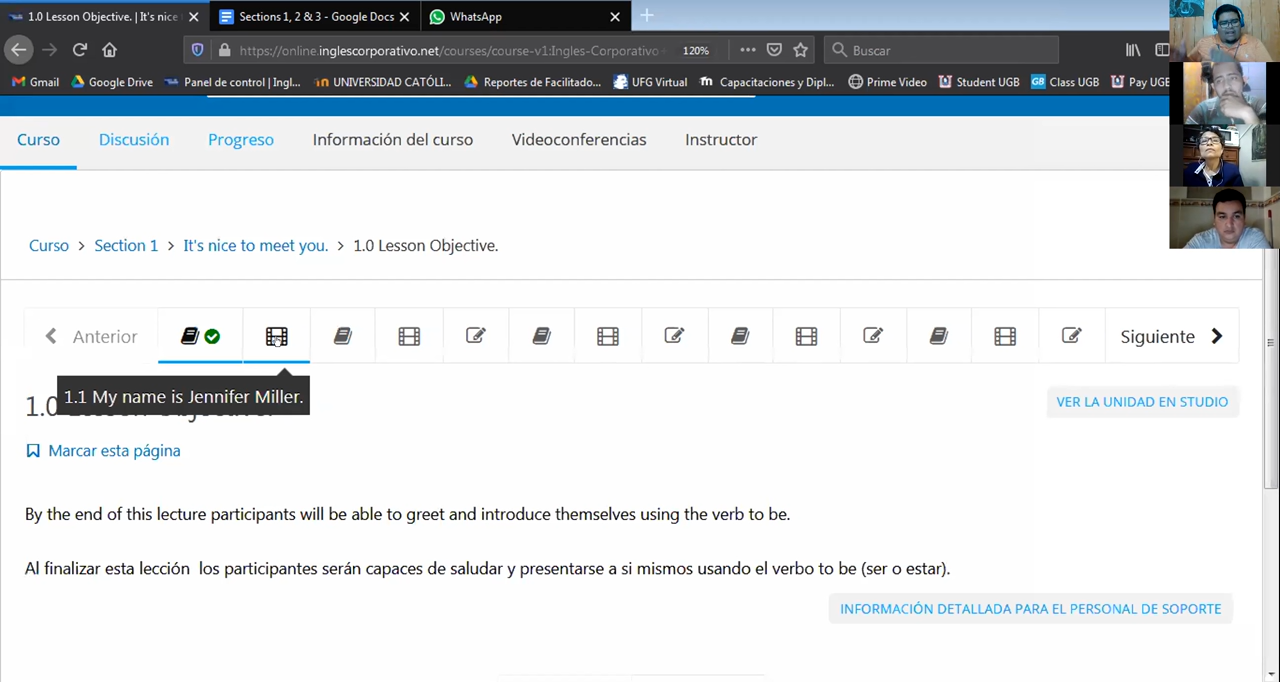 1.0 Lesson Objective. | It's nice
Sections 1, 2 & 3 - Google Docs
WhatsApp
https://online.inglescorporativo.net/courses/course-v1:Ingles-Corporativo
120%
Buscar
Gmail
Google Drive
Panel de control | Ingl...
UNIVERSIDAD CATÓLI...
Reportes de Facilitado...
UFG Virtual
Capacitaciones y Dipl...
Prime Video
Student UGB
GB Class UGB
Pay UGB
Curso Discusión Progreso Información del curso Videoconferencias Instructor
Curso > Section 1 > It's nice to meet you. > 1.0 Lesson Objective.
Anterior
Siguiente
1.1 My name is Jennifer Miller.
1.0 Lesson Objective.
VER LA UNIDAD EN STUDIO
Marcar esta página
By the end of this lecture participants will be able to greet and introduce themselves using the verb to be.
Al finalizar esta lección los participantes serán capaces de saludar y presentarse a si mismos usando el verbo to be (ser o estar).
INFORMACIÓN DETALLADA PARA EL PERSONAL DE SOPORTE